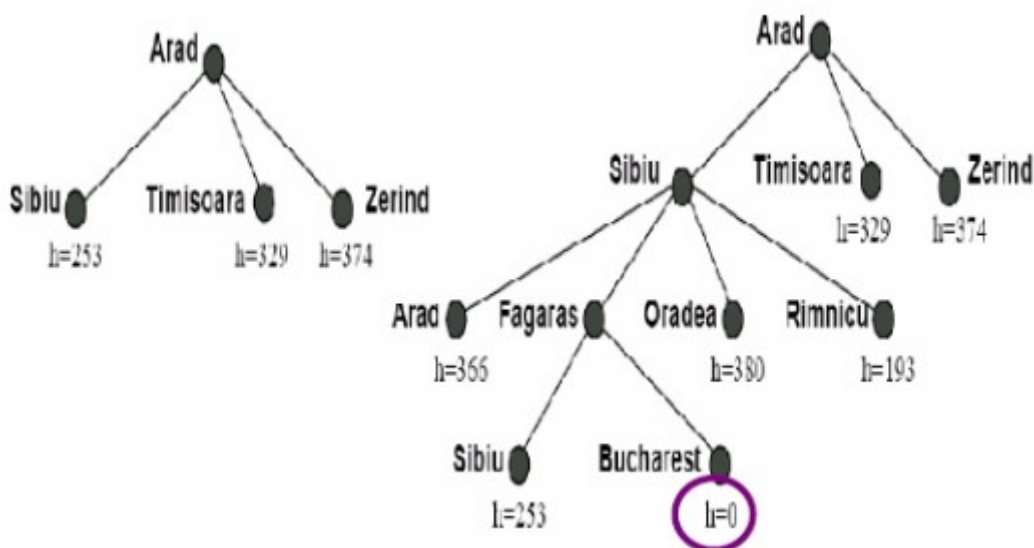 Arad
Sibiu Timisoara Zerind
h=253 h=329 h=374
Arad
Sibiu Timisoara Zerind
h=329 h=374
Arad Fagaras Oradea Rimnicu
h=366 h=380 h=193
Sibiu Bucharest
h=253 h=0